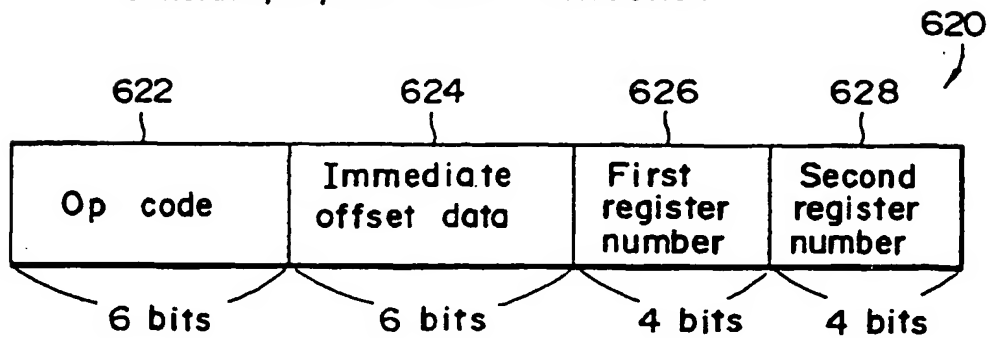 620
622 624 626 628
Op code
Immediate
offset data
First
register
number
Second
register
number
6 bits 6 bits 4 bits 4 bits